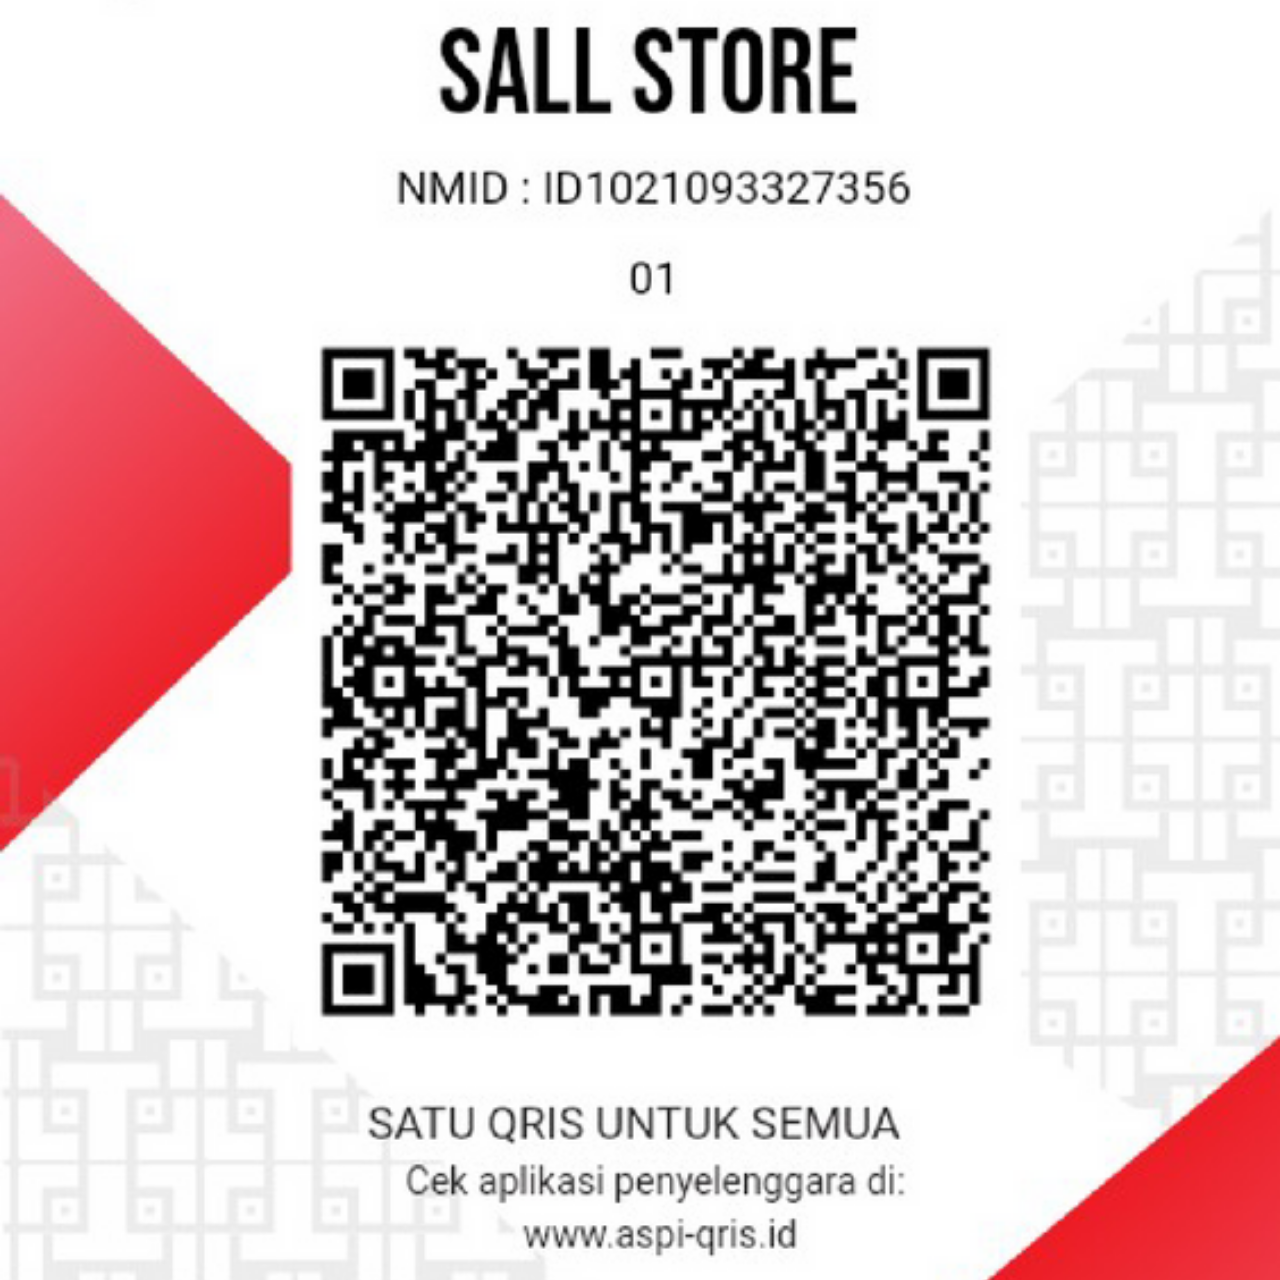 SALL STORE
NMID : ID1021093327356
01
SATU QRIS UNTUK SEMUA
Cek aplikasi penyelenggara di:
www.aspi-qris.id